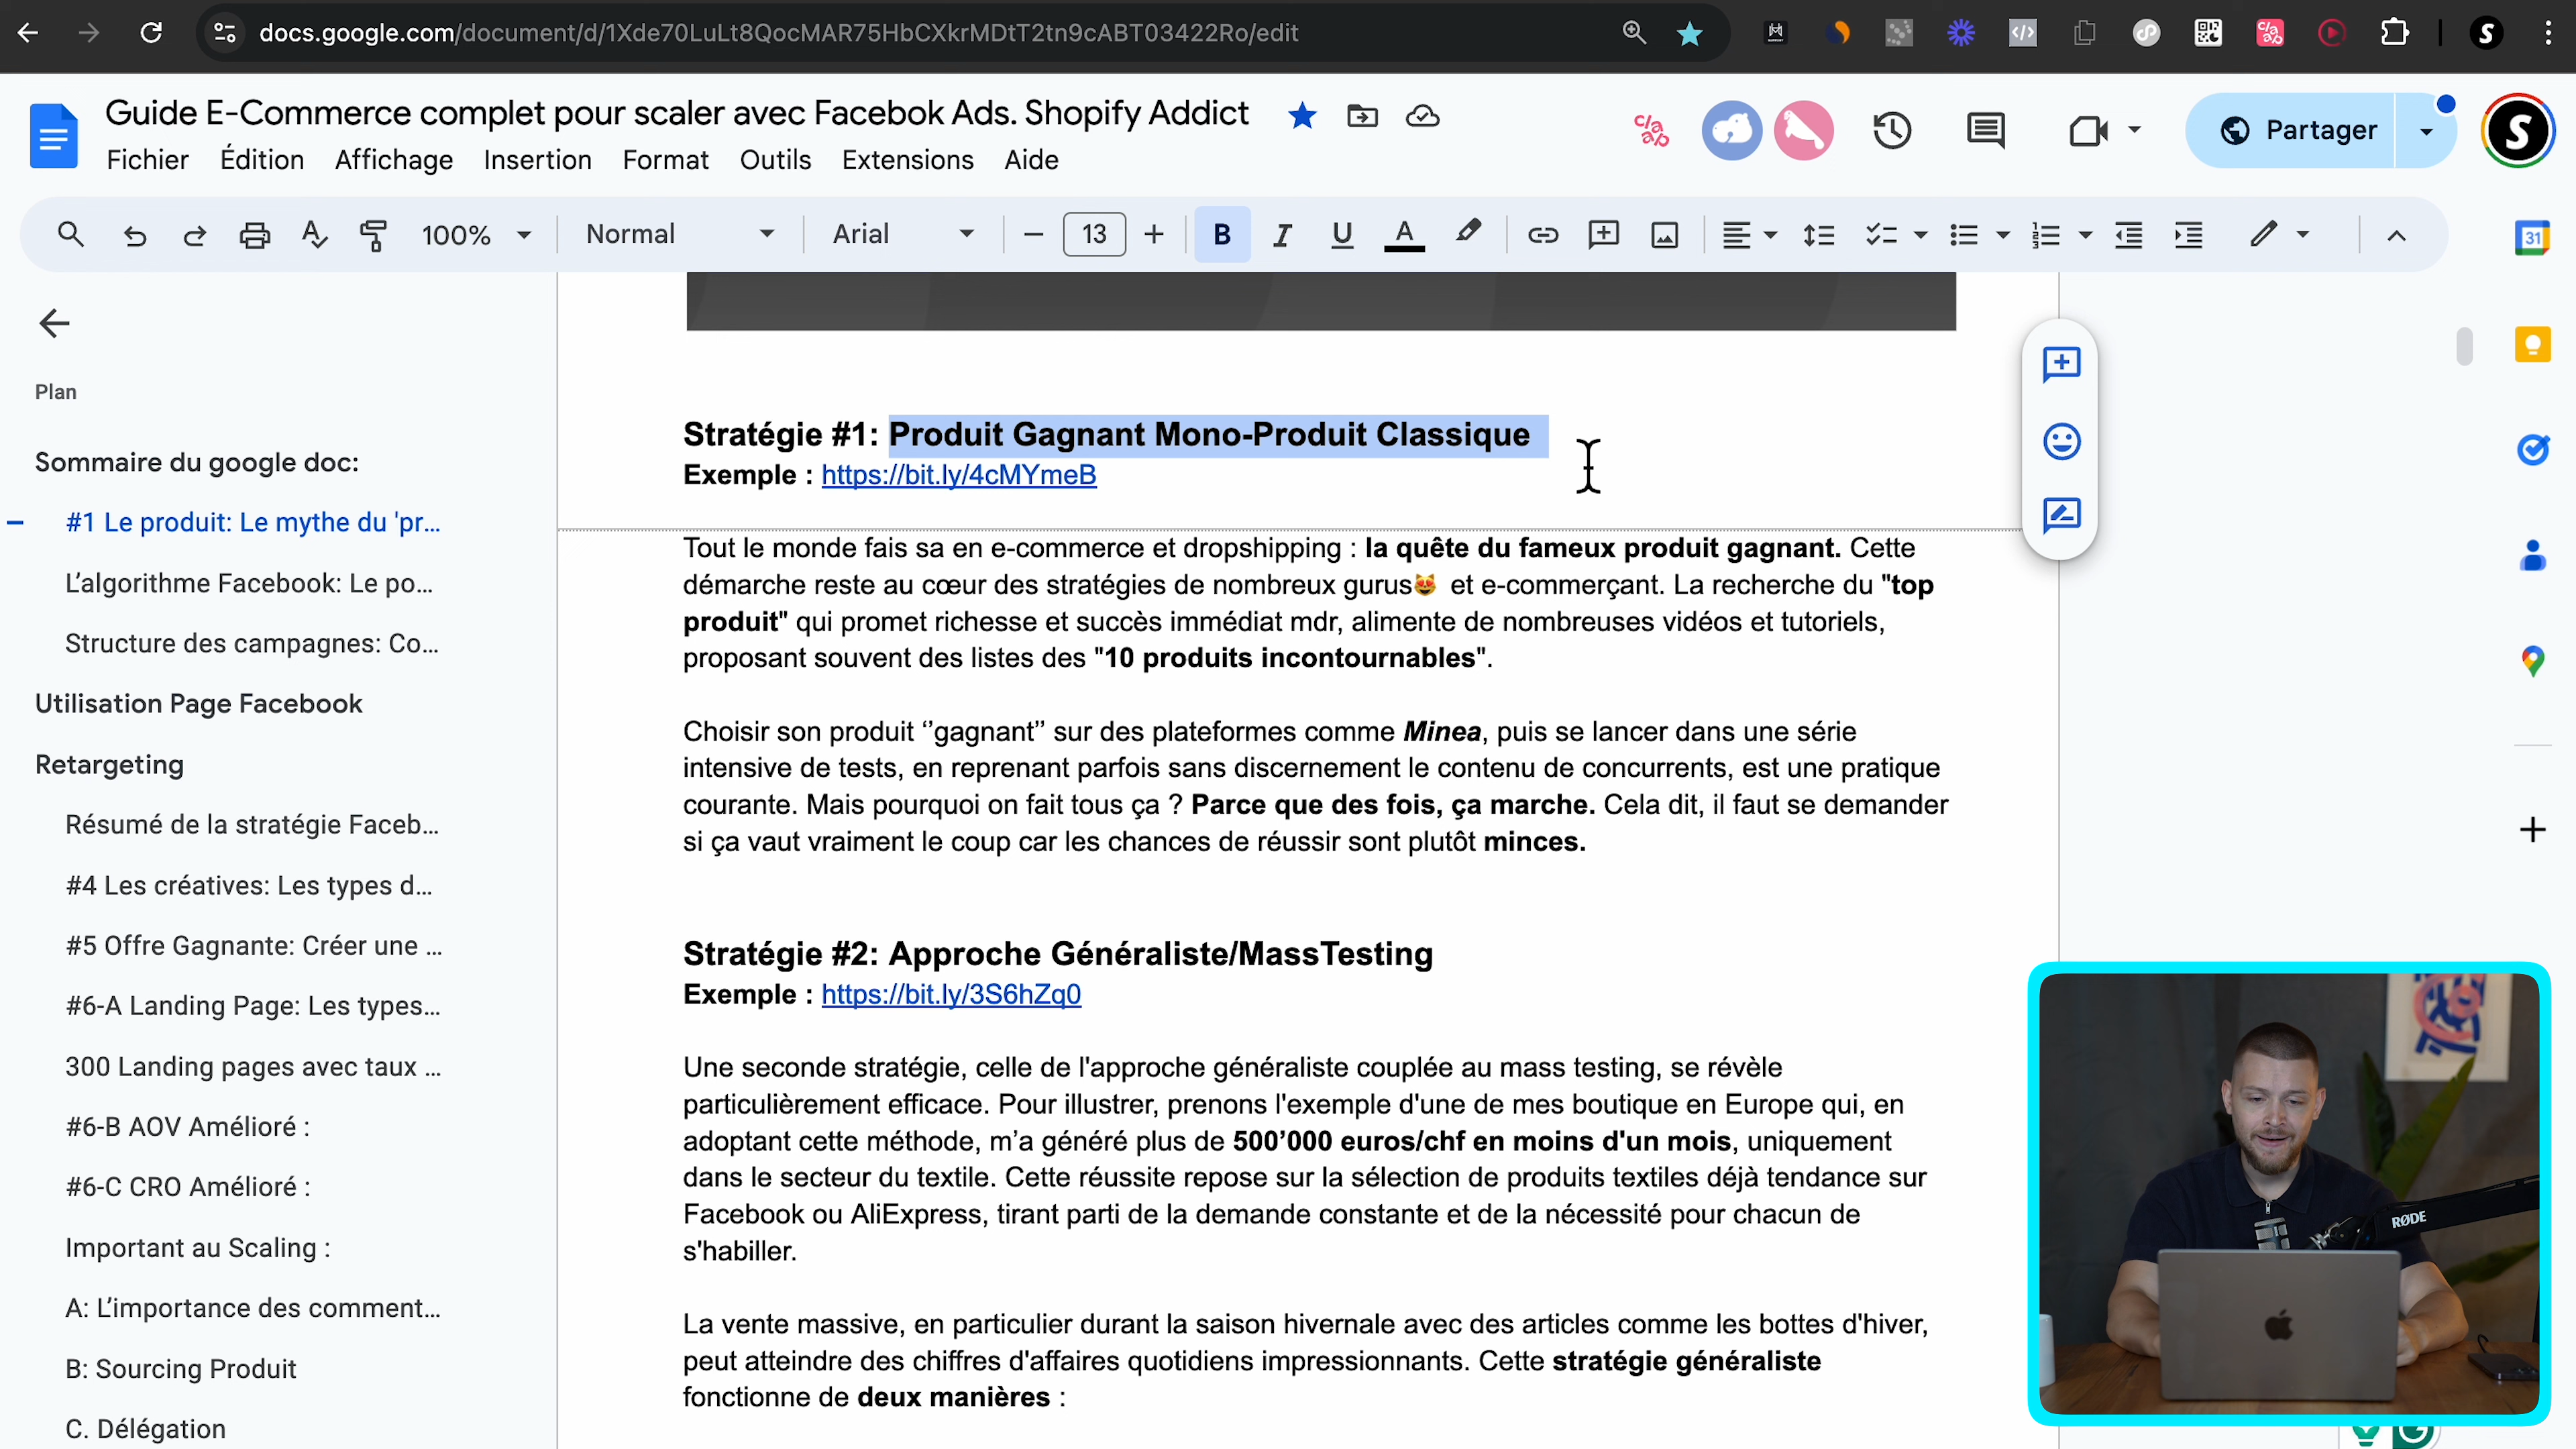 docs.google.com/document/d/1Xde70LuLt8QocMAR75HbCXkrMDtT2tn9cABT03422Ro/edit
Guide E-Commerce complet pour scaler avec Facebok Ads. Shopify Addict
Fichier Édition Affichage Insertion Format Outils Extensions Aide
Partager
100% Normal Arial 13 B I U A
31
Plan
Sommaire du google doc:
#1 Le produit: Le mythe du 'pr...
L'algorithme Facebook: Le po...
Structure des campagnes: Co...
Utilisation Page Facebook
Retargeting
Résumé de la stratégie Faceb...
#4 Les créatives: Les types d...
#5 Offre Gagnante: Créer une ...
#6-A Landing Page: Les types...
300 Landing pages avec taux ...
#6-B AOV Amélioré :
#6-C CRO Amélioré :
Important au Scaling :
A: L'importance des comment...
B: Sourcing Produit
C. Délégation
Stratégie #1: Produit Gagnant Mono-Produit Classique
Exemple : https://bit.ly/4cMYmeB
Tout le monde fais sa en e-commerce et dropshipping : la quête du fameux produit gagnant. Cette
démarche reste au cœur des stratégies de nombreux gurus😻 et e-commerçant. La recherche du "top
produit" qui promet richesse et succès immédiat mdr, alimente de nombreuses vidéos et tutoriels,
proposant souvent des listes des "10 produits incontournables".
Choisir son produit ‘’gagnant’’ sur des plateformes comme Minea, puis se lancer dans une série
intensive de tests, en reprenant parfois sans discernement le contenu de concurrents, est une pratique
courante. Mais pourquoi on fait tous ça ? Parce que des fois, ça marche. Cela dit, il faut se demander
si ça vaut vraiment le coup car les chances de réussir sont plutôt minces.
Stratégie #2: Approche Généraliste/MassTesting
Exemple : https://bit.ly/3S6hZq0
Une seconde stratégie, celle de l'approche généraliste couplée au mass testing, se révèle
particulièrement efficace. Pour illustrer, prenons l'exemple d'une de mes boutique en Europe qui, en
adoptant cette méthode, m’a généré plus de 500’000 euros/chf en moins d'un mois, uniquement
dans le secteur du textile. Cette réussite repose sur la sélection de produits textiles déjà tendance sur
Facebook ou AliExpress, tirant parti de la demande constante et de la nécessité pour chacun de
s'habiller.
La vente massive, en particulier durant la saison hivernale avec des articles comme les bottes d'hiver,
peut atteindre des chiffres d'affaires quotidiens impressionnants. Cette stratégie généraliste
fonctionne de deux manières :
RØDE